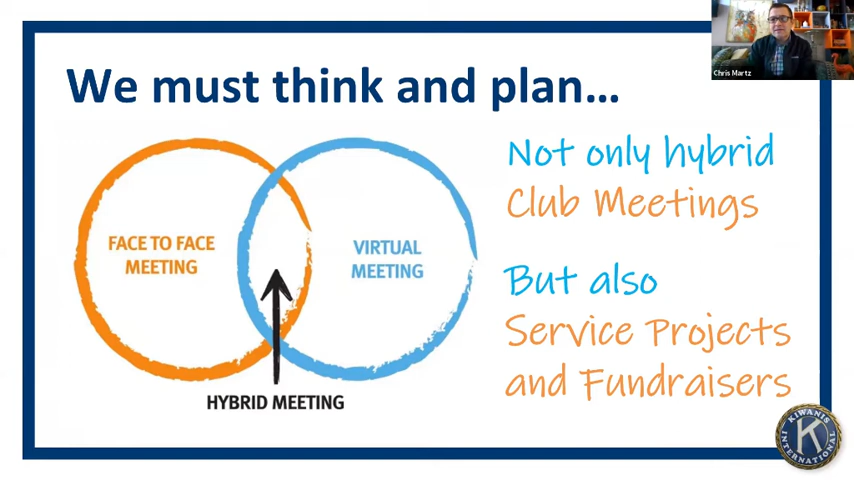 Chris Martz
We must think and plan...
Not only hybrid
Club Meetings
FACE TO FACE
MEETING
VIRTUAL
MEETING
But also
Service Projects
and Fundraisers
HYBRID MEETING
KIWANIS
K
INTERNATIONAL